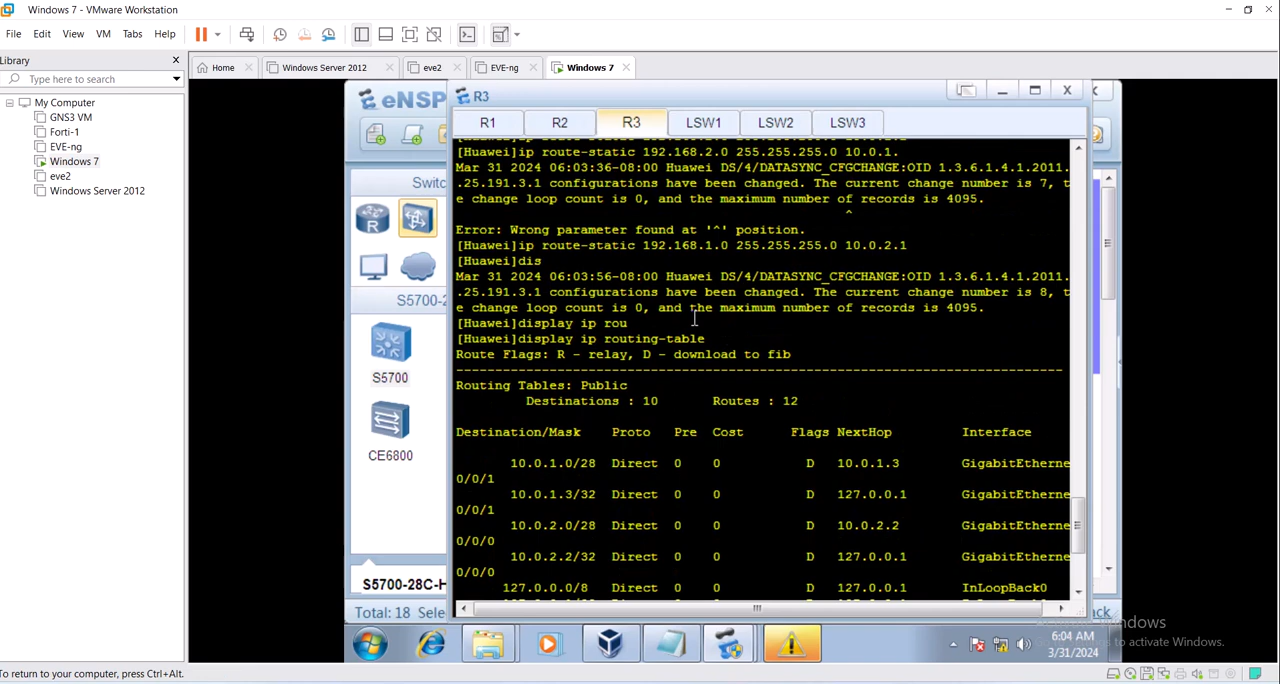 Windows 7 - VMware Workstation
File Edit View VM Tabs Help
Library
Type here to search
Home
Windows Server 2012
eve2
EVE-ng
Windows 7
My Computer
GNS3 VM
Forti-1
EVE-ng
Windows 7
eve2
Windows Server 2012
eNSP
R3
R1 R2 R3 LSW1 LSW2 LSW3
[Huawei]ip route-static 192.168.2.0 255.255.255.0 10.0.1.
Mar 31 2024 06:03:36-08:00 Huawei DS/4/DATASYNC_CFGCHANGE:OID 1.3.6.1.4.1.2011.
.25.191.3.1 configurations have been changed. The current change number is 7, t
e change loop count is 0, and the maximum number of records is 4095.
^
Error: Wrong parameter found at '^' position.
[Huawei]ip route-static 192.168.1.0 255.255.255.0 10.0.2.1
[Huawei]dis
Mar 31 2024 06:03:56-08:00 Huawei DS/4/DATASYNC_CFGCHANGE:OID 1.3.6.1.4.1.2011.
.25.191.3.1 configurations have been changed. The current change number is 8, t
e change loop count is 0, and the maximum number of records is 4095.
[Huawei]display ip rou
[Huawei]display ip routing-table
Route Flags: R - relay, D - download to fib
------------------------------------------------------------------------------
Routing Tables: Public
Destinations : 10 Routes : 12
Destination/Mask Proto Pre Cost Flags NextHop Interface
10.0.1.0/28 Direct 0 0 D 10.0.1.3 GigabitEtherne
0/0/1
10.0.1.3/32 Direct 0 0 D 127.0.0.1 GigabitEtherne
0/0/1
10.0.2.0/28 Direct 0 0 D 10.0.2.2 GigabitEtherne
0/0/0
10.0.2.2/32 Direct 0 0 D 127.0.0.1 GigabitEtherne
0/0/0
127.0.0.0/8 Direct 0 0 D 127.0.0.1 InLoopBack0
Switc
R
S5700-2
S5700
CE6800
S5700-28C-H
Total: 18 Sele
6:04 AM
3/31/2024
To return to your computer, press Ctrl+Alt.